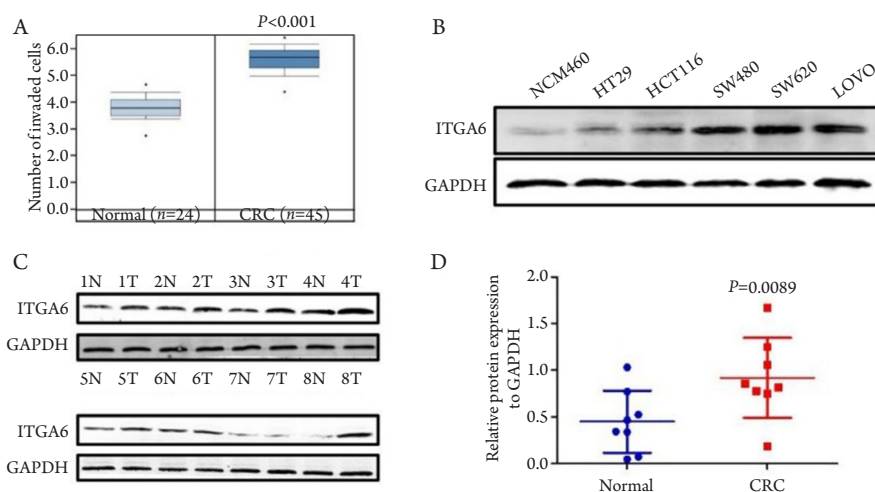 A
P<0.001
Number of invaded cells
6.0
5.0
4.0
3.0
2.0
1.0
0.0
Normal (n=24) CRC (n=45)
B
NCM460 HT29 HCT116 SW480 SW620 LOVO
ITGA6
GAPDH
C
1N 1T 2N 2T 3N 3T 4N 4T
ITGA6
GAPDH
5N 5T 6N 6T 7N 7T 8N 8T
ITGA6
GAPDH
D
Relative protein expression
to GAPDH
2.0
1.5
1.0
0.5
0.0
P=0.0089
Normal CRC